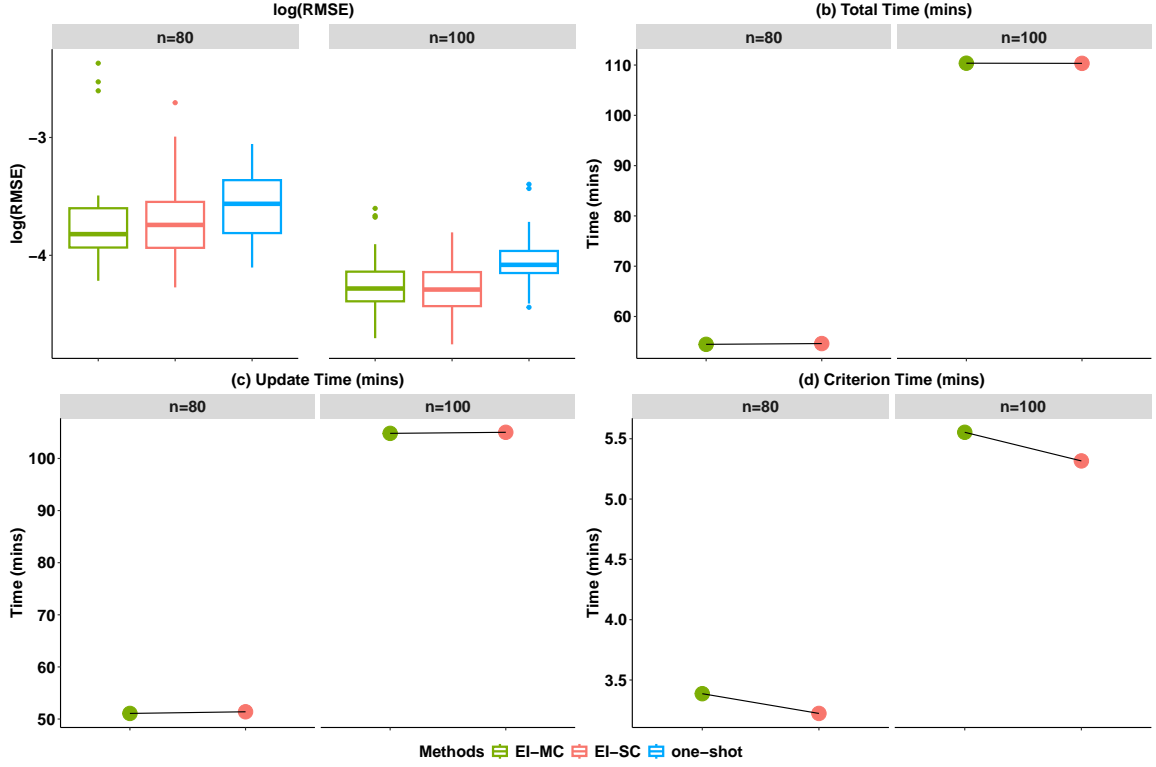 log(RMSE)
n=80
n=100
log(RMSE)
−3
−4
(b) Total Time (mins)
n=80
n=100
Time (mins)
110
100
90
80
70
60
(c) Update Time (mins)
n=80
n=100
Time (mins)
100
90
80
70
60
50
(d) Criterion Time (mins)
n=80
n=100
Time (mins)
5.5
5.0
4.5
4.0
3.5
Methods EI−MC EI−SC one−shot